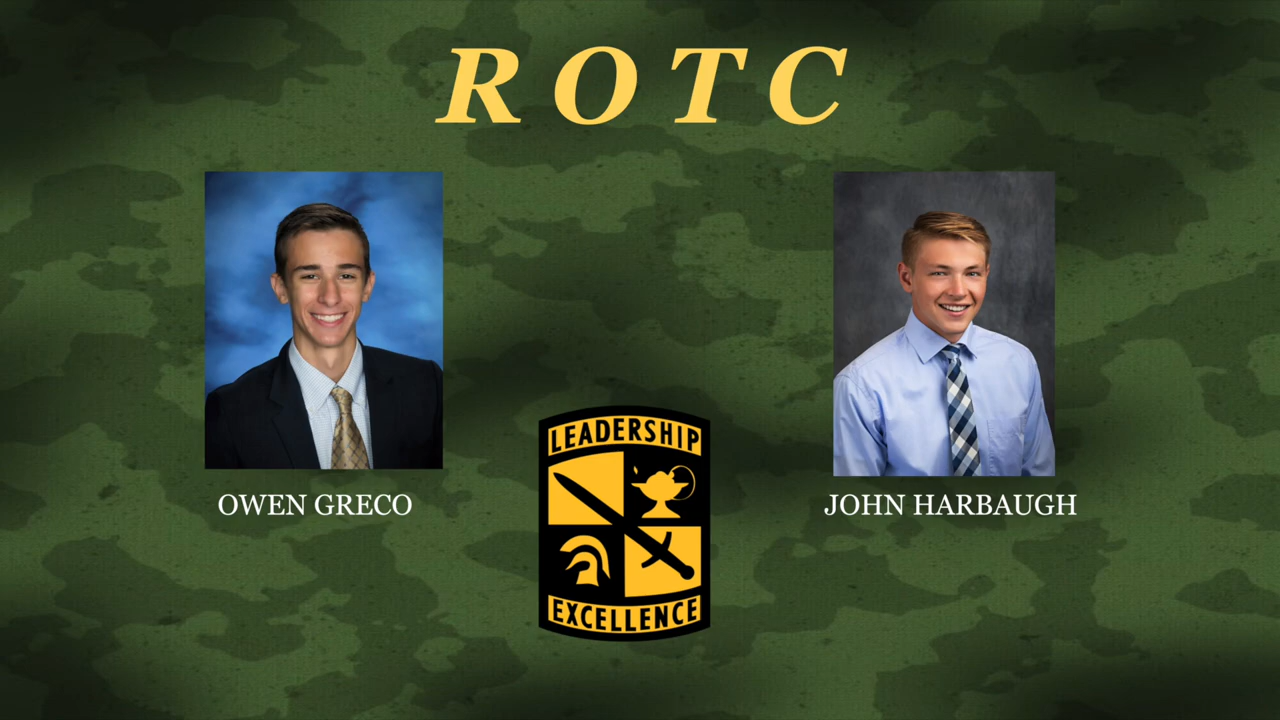 ROTC
OWEN GRECO
JOHN HARBAUGH
LEADERSHIP
EXCELLENCE